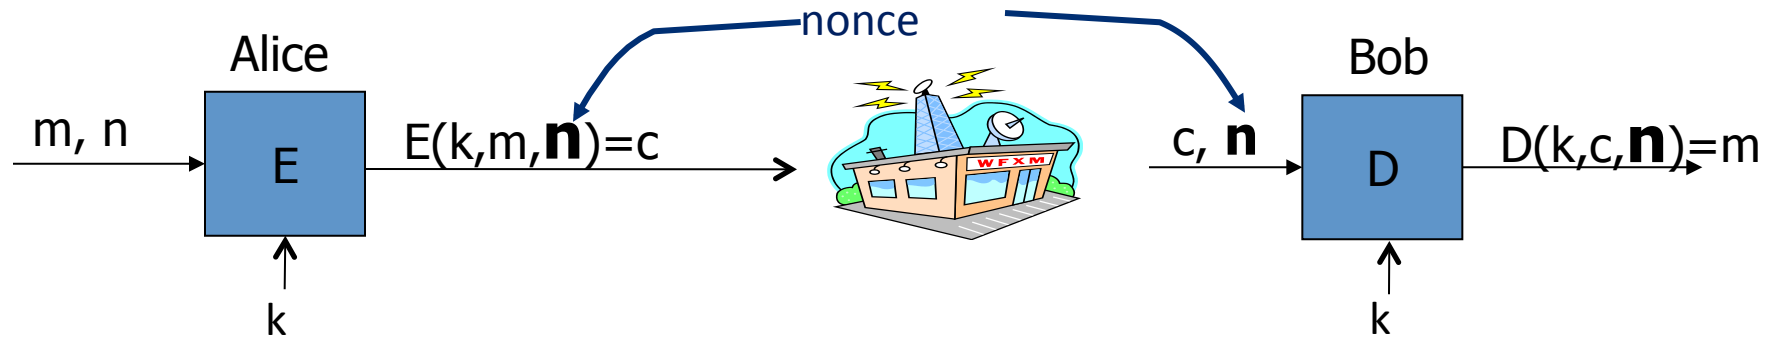 nonce
Alice
Bob
m, n
E
E(k,m,n)=c
WFXM
c, n
D
D(k,c,n)=m
k
k